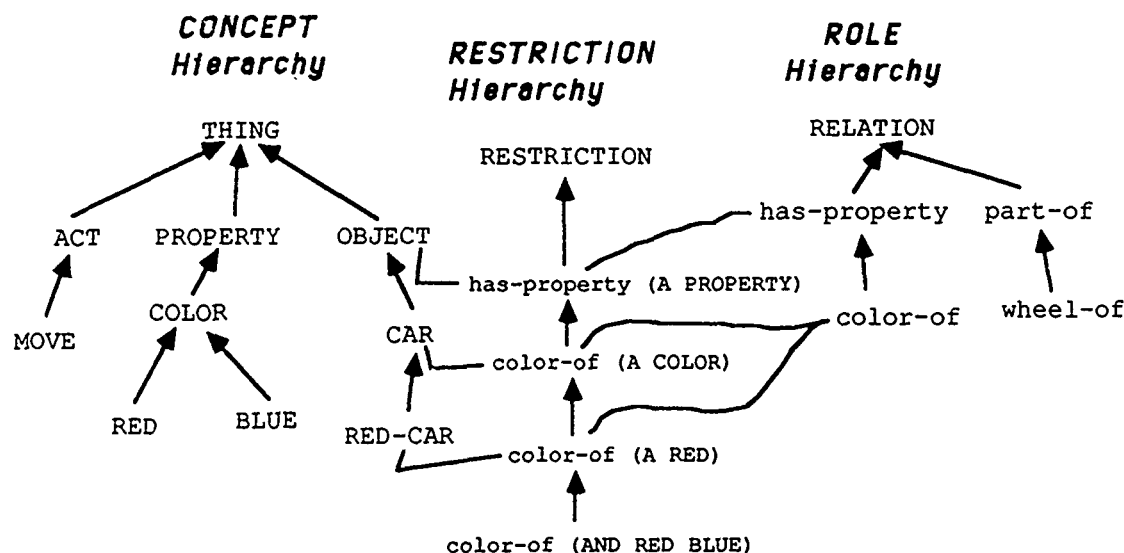 CONCEPT
Hierarchy
RESTRICTION
Hierarchy
ROLE
Hierarchy
THING
RESTRICTION
RELATION
ACT
PROPERTY
OBJECT
has-property
part-of
has-property (A PROPERTY)
MOVE
COLOR
CAR
color-of
wheel-of
color-of (A COLOR)
RED
BLUE
RED-CAR
color-of (A RED)
color-of (AND RED BLUE)